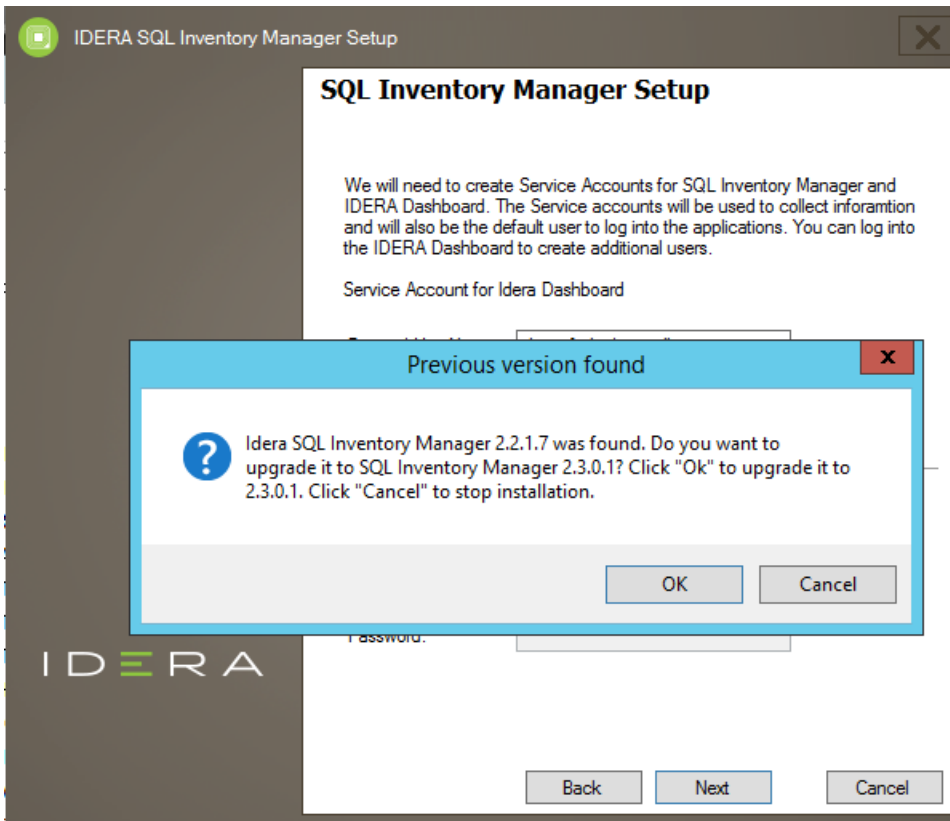 IDERA SQL Inventory Manager Setup
SQL Inventory Manager Setup
We will need to create Service Accounts for SQL Inventory Manager and
IDERA Dashboard. The Service accounts will be used to collect inforamtion
and will also be the default user to log into the applications. You can log into
the IDERA Dashboard to create additional users.
Service Account for Idera Dashboard
Previous version found
x
Idera SQL Inventory Manager 2.2.1.7 was found. Do you want to
upgrade it to SQL Inventory Manager 2.3.0.1? Click "Ok" to upgrade it to
2.3.0.1. Click "Cancel" to stop installation.
OK
Cancel
Password:
IDERA
Back
Next
Cancel